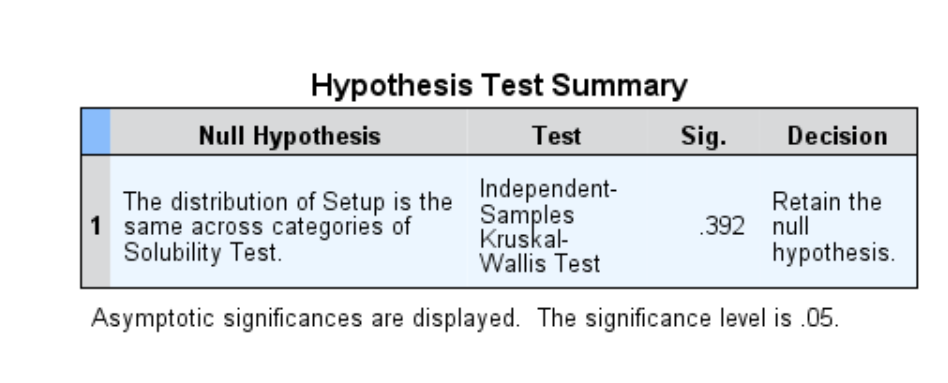 Hypothesis Test Summary
Null Hypothesis Test Sig. Decision
1
The distribution of Setup is the
same across categories of
Solubility Test.
Independent-
Samples
Kruskal-
Wallis Test
.392
Retain the
null
hypothesis.
Asymptotic significances are displayed. The significance level is .05.